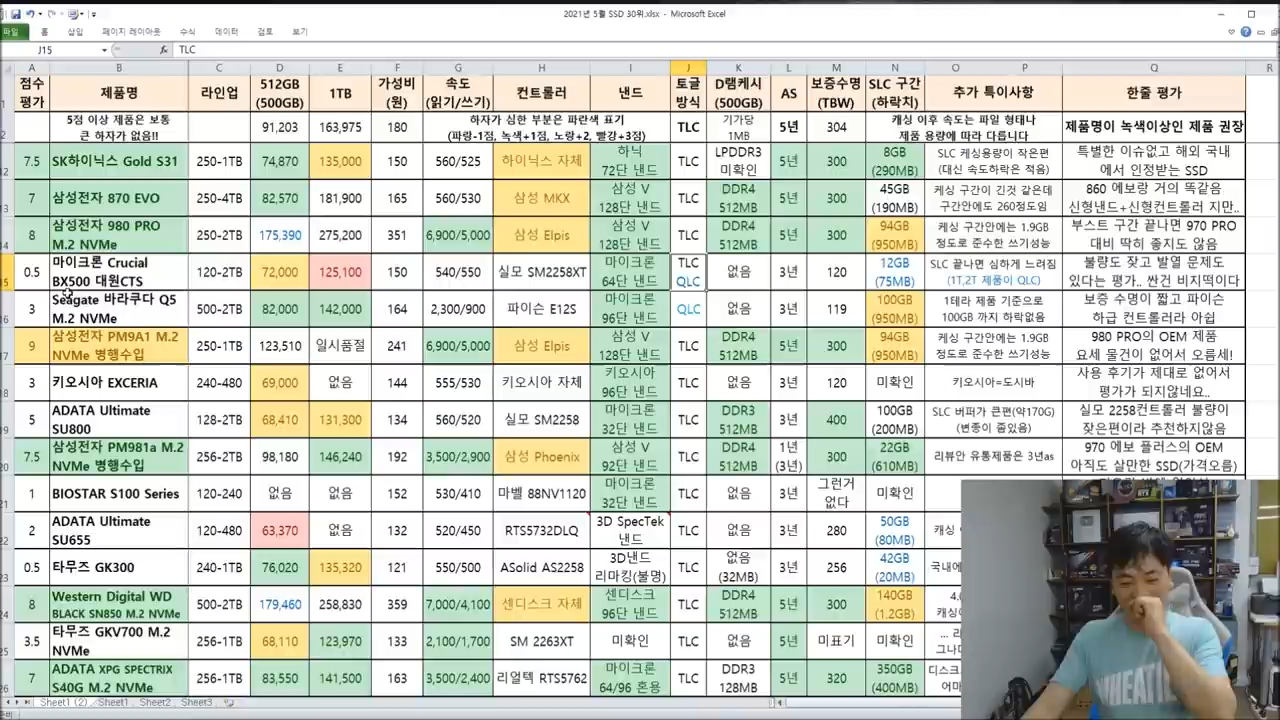 2021년 5월 SSD 30위.xlsx - Microsoft Excel
파일 홈 삽입 페이지 레이아웃 수식 데이터 검토 보기
J15 fx TLC
A B C D E F G H I J K L M N O P Q R
점수 평가 제품명 라인업 512GB (500GB) 1TB 가성비 (원) 속도 (읽기/쓰기) 컨트롤러 낸드 토글 방식 D램케시 (500GB) AS 보증수명 (TBW) SLC 구간 (하락치) 추가 특이사항 한줄 평가
5점 이상 제품은 보통 큰 하자가 없음!! 91,203 163,975 180 하자가 심한 부분은 파란색 표기 (파랑-1점, 녹색+1점, 노랑+2, 빨강+3점) TLC 기가당 1MB 5년 304 캐싱 이후 속도는 파일 형태나 제품 용량에 따라 다릅니다 제품명이 녹색이상인 제품 권장
12 7.5 SK하이닉스 Gold S31 250-1TB 74,870 135,000 150 560/525 하이닉스 자체 하닉 72단 낸드 TLC LPDDR3 미확인 5년 300 8GB (290MB) SLC 케싱용량이 작은편 (대신 속도하락은 적음) 특별한 이슈없고 해외 국내에서 인정받는 SSD
13 7 삼성전자 870 EVO 250-4TB 82,570 181,900 165 560/530 삼성 MKX 삼성 V 128단 낸드 TLC DDR4 512MB 5년 300 45GB (190MB) 케싱 구간이 긴것 같은데 구간안에도 260정도임 860 에보랑 거의 똑같음 신형낸드+신형컨트롤러 지만..
14 8 삼성전자 980 PRO M.2 NVMe 250-2TB 175,390 275,200 351 6,900/5,000 삼성 Elpis 삼성 V 128단 낸드 TLC DDR4 512MB 5년 300 94GB (950MB) 케싱 구간안에는 1.9GB 정도로 준수한 쓰기성능 부스트 구간 끝나면 970 PRO 대비 딱히 좋지도 않음
15 0.5 마이크론 Crucial BX500 대원CTS 120-2TB 72,000 125,100 150 540/550 실모 SM2258XT 마이크론 64단 낸드 TLC QLC 없음 3년 120 12GB (75MB) SLC 끝나면 심하게 느려짐 (1T,2T 제품이 QLC) 불량도 잦고 발열 문제도 있다는 평가.. 싼건 비지떡이다
16 3 Seagate 바라쿠다 Q5 M.2 NVMe 500-2TB 82,830 142,000 164 2,300/900 파이슨 E12S 마이크론 96단 낸드 QLC 없음 3년 119 100GB (950MB) 1테라 제품 기준으로 100GB 까지 하락없음 보증 수명이 짧고 파이슨 하급 컨트롤러라 아쉽
17 9 삼성전자 PM9A1 M.2 NVMe 병행수입 250-1TB 123,510 일시품절 241 6,900/5,000 삼성 Elpis 삼성 V 128단 낸드 TLC DDR4 512MB 5년 300 94GB (950MB) 케싱 구간안에는 1.9GB 정도로 준수한 쓰기성능 980 PRO의 OEM 제품 요세 물건이 없어서 오름세!
18 3 키오시아 EXCERIA 240-480 69,000 없음 144 555/530 키오시아 자체 키오시아 96단 낸드 TLC 없음 3년 120 미확인 키오시아=도시바 사용 후기가 제대로 없어서 평가가 되지않네요..
19 5 ADATA Ultimate SU800 128-2TB 68,410 131,300 134 560/520 실모 SM2258 마이크론 32단 낸드 TLC DDR3 512MB 3년 400 100GB (200MB) SLC 버퍼가 큰편(약170G) (변종이 좀있음) 실모 2258컨트롤러 불량이 잦은편이라 추천하지않음
20 7.5 삼성전자 PM981a M.2 NVMe 병행수입 256-2TB 98,180 146,240 192 3,500/2,900 삼성 Phoenix 삼성 V 92단 낸드 TLC DDR4 512MB 1년 (3년) 300 22GB (610MB) 리뷰안 유통제품은 3년as 970 에보 플러스의 OEM 아직도 살만한 SSD(가격오름)
21 1 BIOSTAR S100 Series 120-240 없음 없음 152 530/410 마벨 88NV1120 마이크론 32단 낸드 TLC 없음 3년 그런거 없다 미확인
22 2 ADATA Ultimate SU655 120-480 63,370 없음 132 520/450 RTS5732DLQ 3D SpecTek 낸드 TLC 없음 3년 280 50GB (80MB) 캐싱
23 0.5 타무즈 GK300 240-1TB 76,020 135,320 121 550/500 ASolid AS2258 3D낸드 리마킹(불명) TLC 없음 (32MB) 3년 256 42GB (20MB) 국내에
24 8 Western Digital WD BLACK SN850 M.2 NVMe 500-2TB 179,460 258,830 359 7,000/4,100 센디스크 자체 센디스크 96단 낸드 TLC DDR4 512MB 5년 300 140GB (1.2GB) 4. 캐싱
25 3.5 타무즈 GKV700 M.2 NVMe 256-1TB 68,110 123,970 133 2,100/1,700 SM 2263XT 미확인 TLC 없음 5년 미표기 미확인 ... 그나
26 7 ADATA XPG SPECTRIX S40G M.2 NVMe 256-1TB 83,550 141,500 163 3,500/2,400 리얼텍 RTS5762 마이크론 64/96 혼용 TLC DDR3 128MB 5년 320 350GB (400MB) 디스크 어마
Sheet1 (2) Sheet1 Sheet2 Sheet3